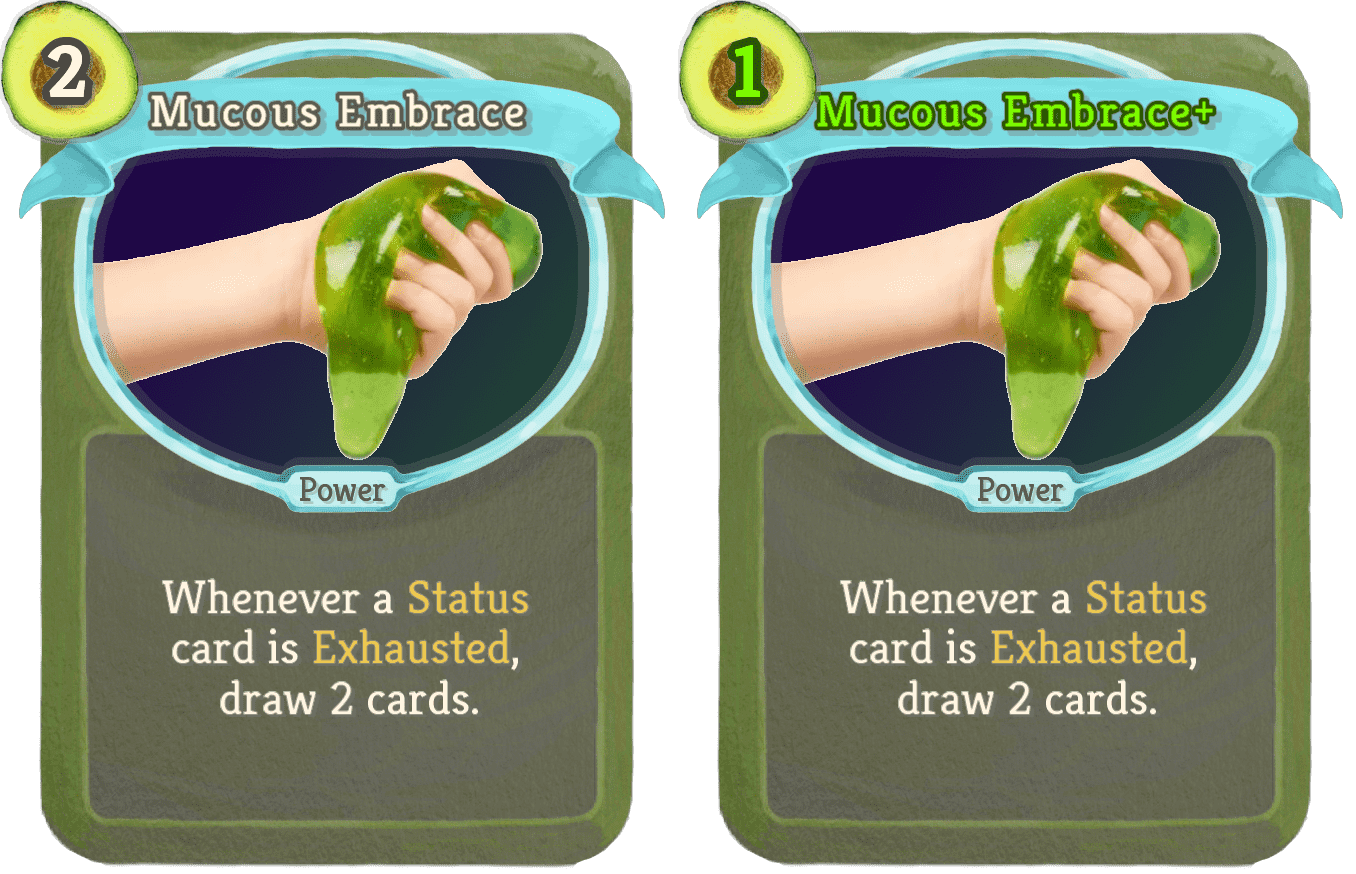 2
Mucous Embrace
Power
Whenever a Status
card is Exhausted,
draw 2 cards.
1
Mucous Embrace+
Power
Whenever a Status
card is Exhausted,
draw 2 cards.